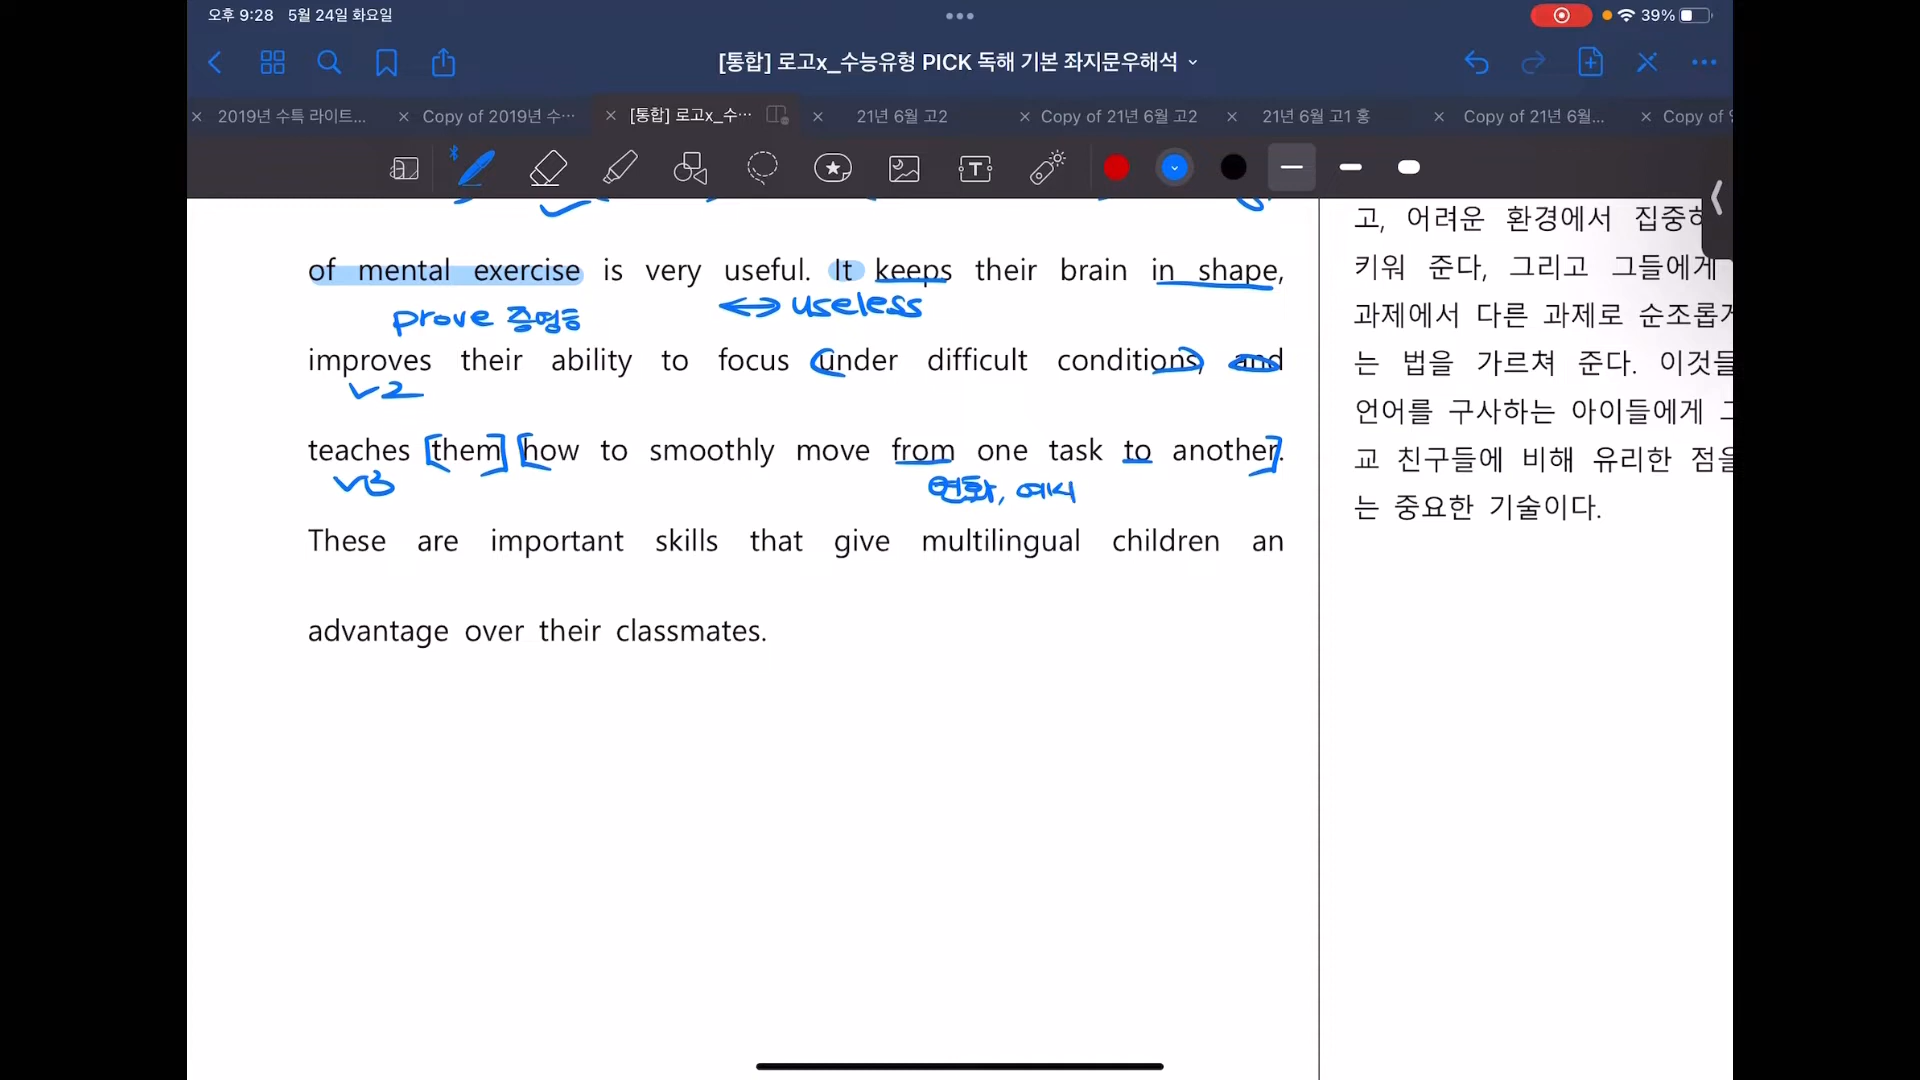 오후 9:28 5월 24일 화요일
39%
[통합] 로고x_수능유형 PICK 독해 기본 좌지문우해석
2019년 수특 라이트...
Copy of 2019년 수...
[통합] 로고x_수...
21년 6월 고2
Copy of 21년 6월 고2
21년 6월 고1 홍
Copy of 21년 6월...
Copy of
of mental exercise is very useful. It keeps their brain in shape,
prove 증명하
useless
improves their ability to focus under difficult conditions, and
v2
teaches [them] [how to smoothly move from one task to another].
v3
변화, 예시
These are important skills that give multilingual children an
advantage over their classmates.
고, 어려운 환경에서
키워 준다, 그리고 그들에게
과제에서 다른 과제로
는 법을 가르쳐 준다. 이것들
언어를 구사하는 아이들에게
교 친구들에 비해 유리한 점을
는 중요한 기술이다.